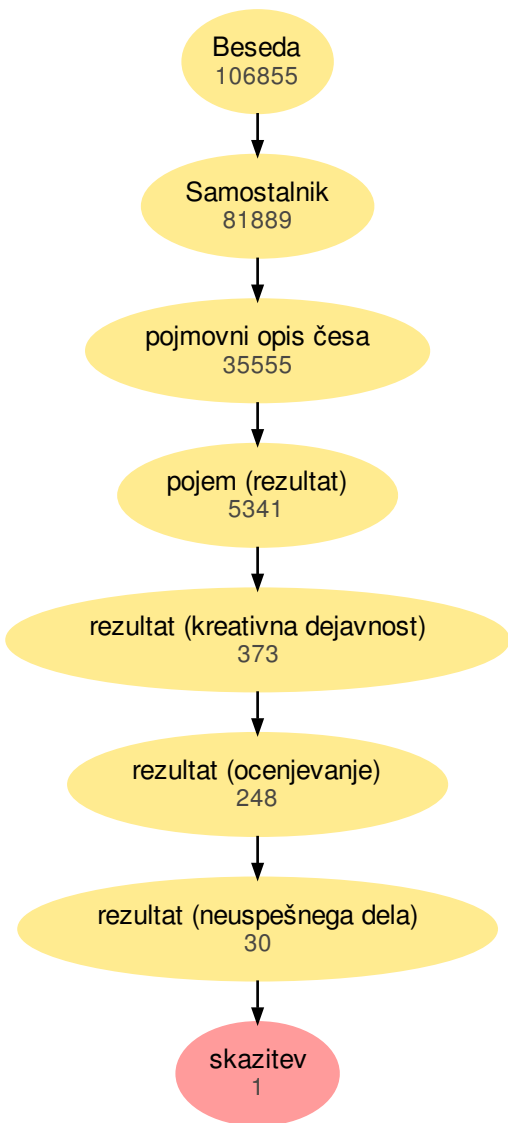 Beseda
106855
Samostalnik
81889
pojmovni opis česa
35555
pojem (rezultat)
5341
rezultat (kreativna dejavnost)
373
rezultat (ocenjevanje)
248
rezultat (neuspešnega dela)
30
skazitev
1